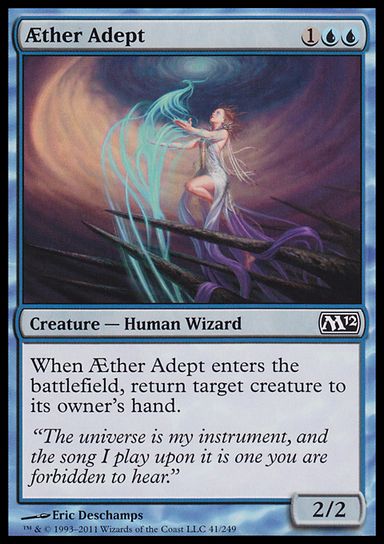 Æther Adept 1
Creature — Human Wizard M12
When Æther Adept enters the
battlefield, return target creature to
its owner's hand.
"The universe is my instrument, and
the song I play upon it is one you are
forbidden to hear."
Eric Deschamps
™ & © 1993–2011 Wizards of the Coast LLC 41/249
2/2